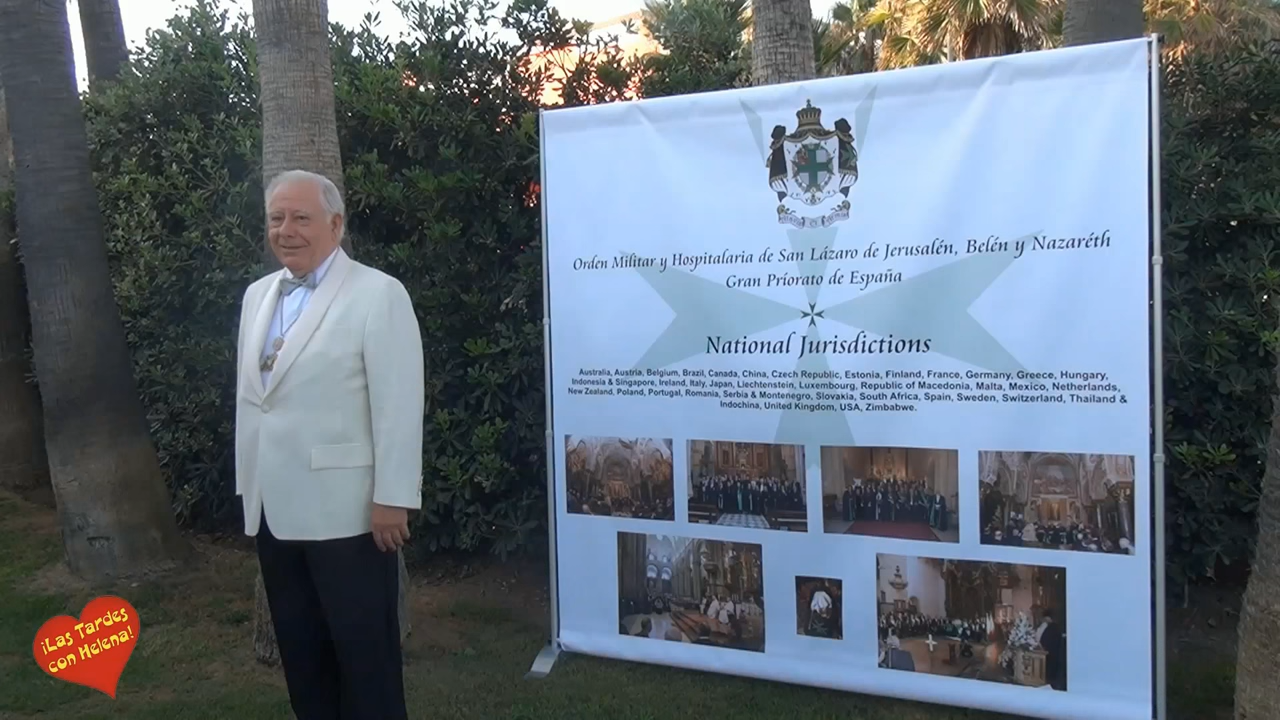 Orden Militar y Hospitalaria de San Lázaro de Jerusalén, Belén y Nazaréth
Gran Príorato de España
National Jurisdictions
Australia, Austria, Belgium, Brazil, Canada, China, Czech Republic, Estonia, Finland, France, Germany, Greece, Hungary,
Indonesia & Singapore, Ireland, Italy, Japan, Liechtenstein, Luxembourg, Republic of Macedonia, Malta, Mexico, Netherlands,
New Zealand, Poland, Portugal, Romania, Serbia & Montenegro, Slovakia, South Africa, Spain, Sweden, Switzerland, Thailand &
Indochina, United Kingdom, USA, Zimbabwe.
¡Las Tardes
con Helena!